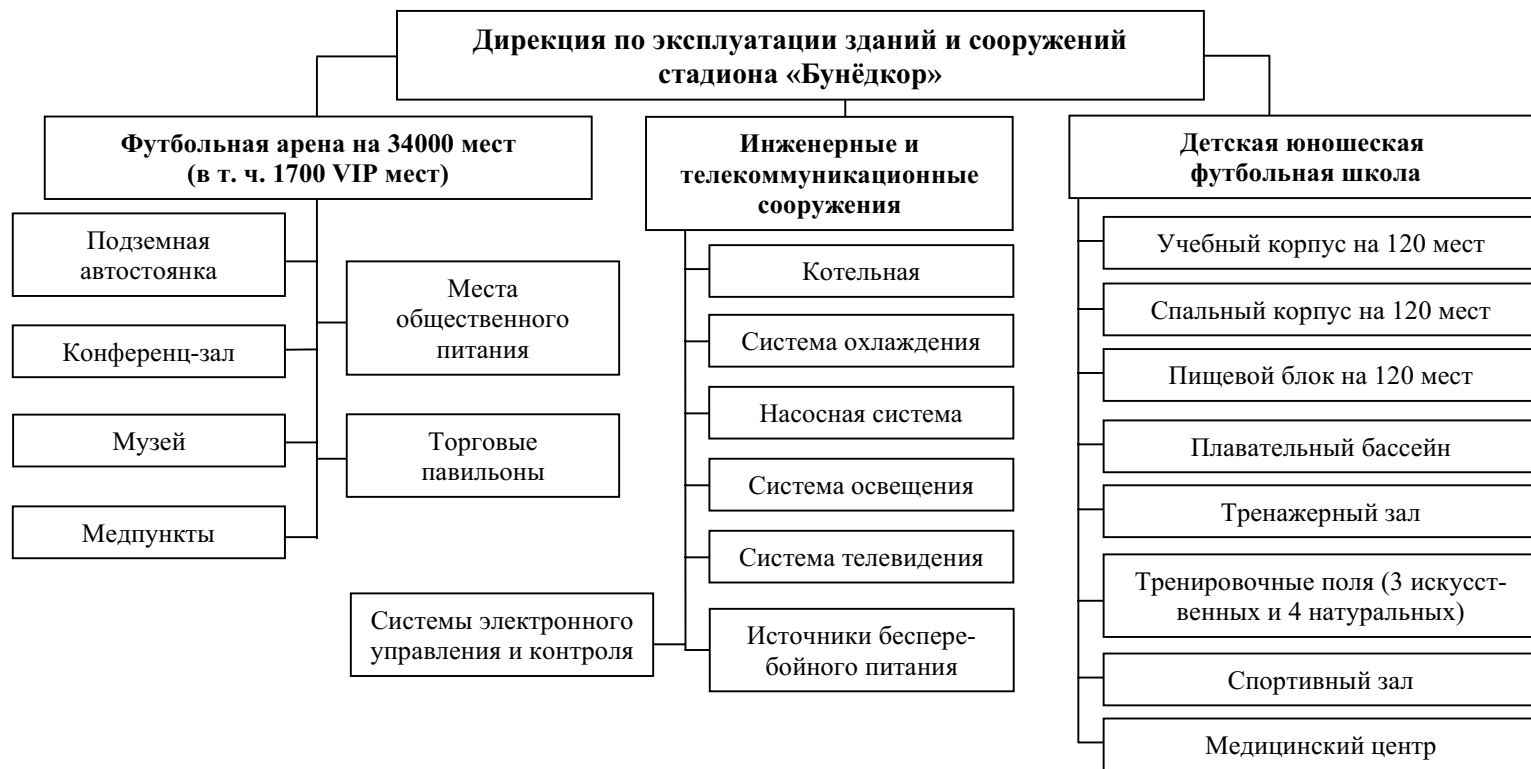 Дирекция по эксплуатации зданий и сооружений
стадиона «Бунёдкор»
Футбольная арена на 34000 мест
(в т. ч. 1700 VIP мест)
Подземная
автостоянка
Конференц-зал
Музей
Медпункты
Места
общественного
питания
Торговые
павильоны
Инженерные и
телекоммуникационные
сооружения
Котельная
Система охлаждения
Насосная система
Система освещения
Система телевидения
Системы электронного
управления и контроля
Источники беспере-
бойного питания
Детская юношеская
футбольная школа
Учебный корпус на 120 мест
Спальный корпус на 120 мест
Пищевой блок на 120 мест
Плавательный бассейн
Тренажерный зал
Тренировочные поля (3 искусст-
венных и 4 натуральных)
Спортивный зал
Медицинский центр